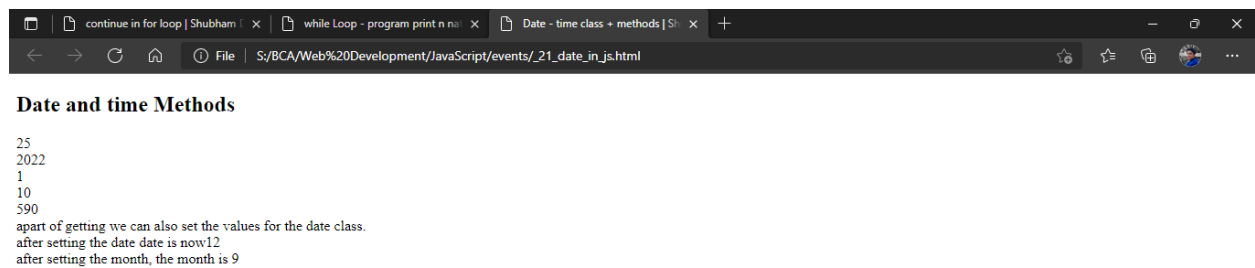 continue in for loop | Shubham D
while Loop - program print n nat
Date - time class + methods | Sh
File
S:/BCA/Web%20Development/JavaScript/events/_21_date_in_js.html
Date and time Methods
25
2022
1
10
590
apart of getting we can also set the values for the date class.
after setting the date date is now12
after setting the month, the month is 9